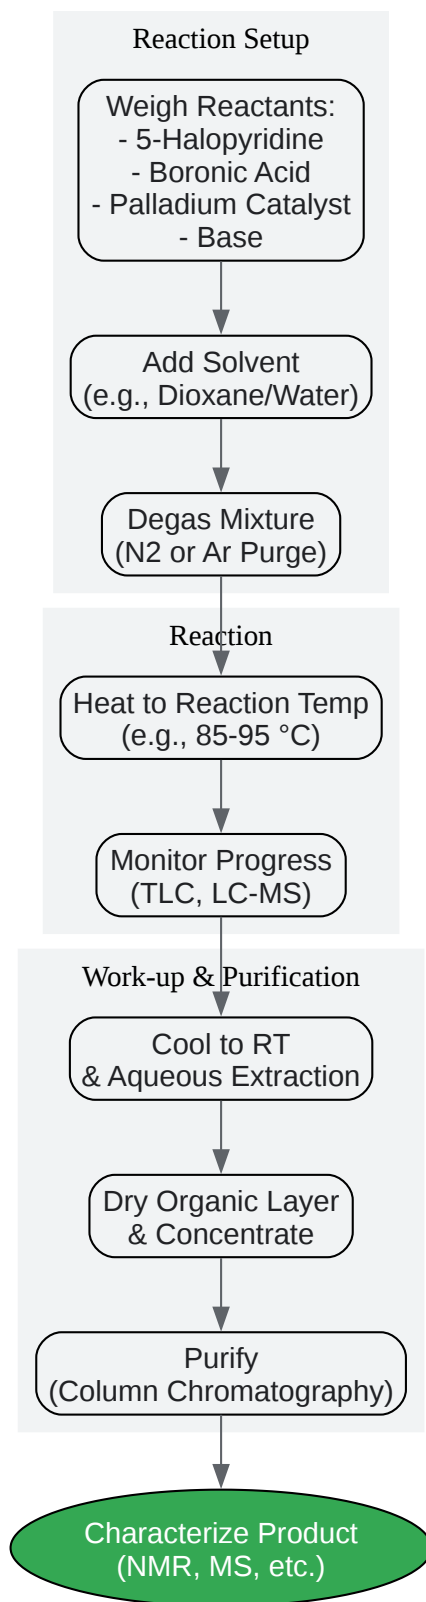 Reaction Setup
Weigh Reactants:
- 5-Halopyridine
- Boronic Acid
- Palladium Catalyst
- Base
Add Solvent
(e.g., Dioxane/Water)
Degas Mixture
(N2 or Ar Purge)
Reaction
Heat to Reaction Temp
(e.g., 85-95 °C)
Monitor Progress
(TLC, LC-MS)
Work-up & Purification
Cool to RT
& Aqueous Extraction
Dry Organic Layer
& Concentrate
Purify
(Column Chromatography)
Characterize Product
(NMR, MS, etc.)